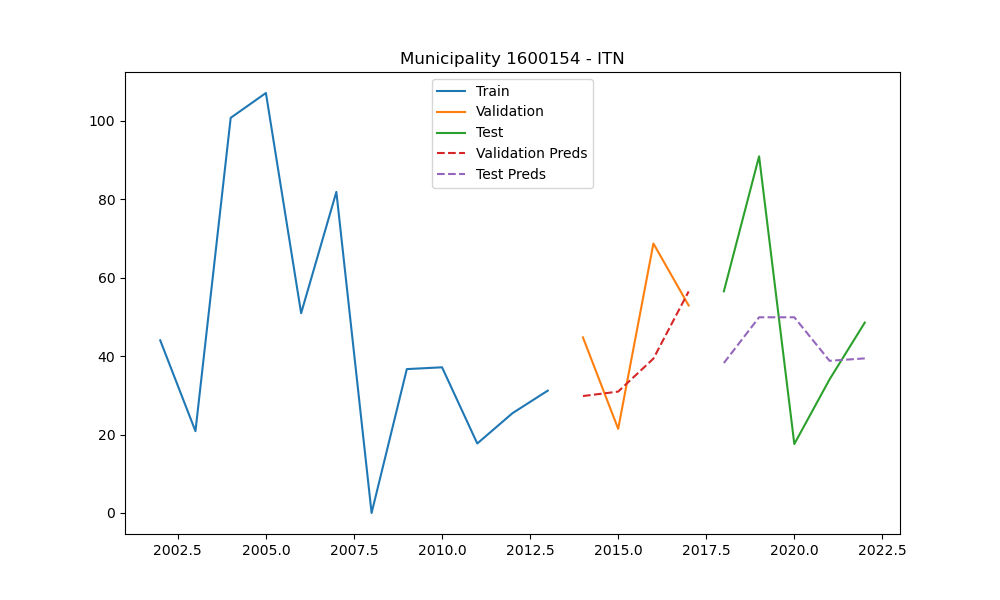 Municipality 1600154 - ITN
Train
Validation
Test
Validation Preds
Test Preds
100
80
60
40
20
0
2002.5 2005.0 2007.5 2010.0 2012.5 2015.0 2017.5 2020.0 2022.5